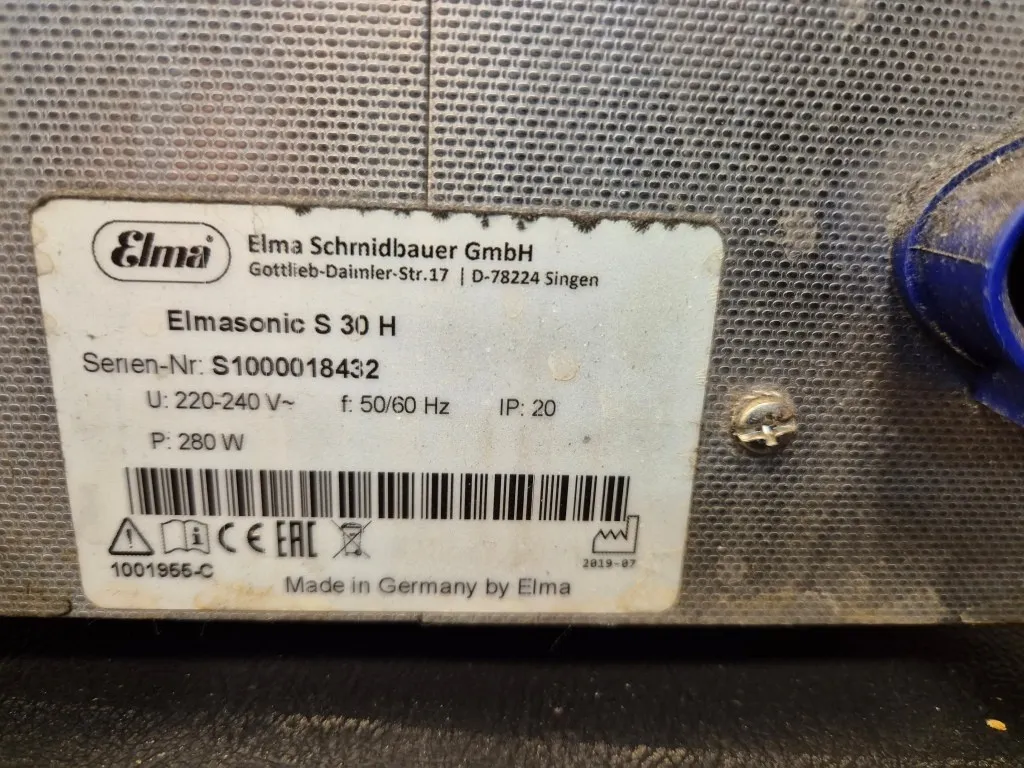 Elma
Elma Schmidbauer GmbH
Gottlieb-Daimler-Str.17 | D-78224 Singen
Elmasonic S 30 H
Serien-Nr: S1000018432
U: 220-240 V~ f: 50/60 Hz IP: 20
P: 280 W
CE EAC
2019-07
1001955-C
Made in Germany by Elma